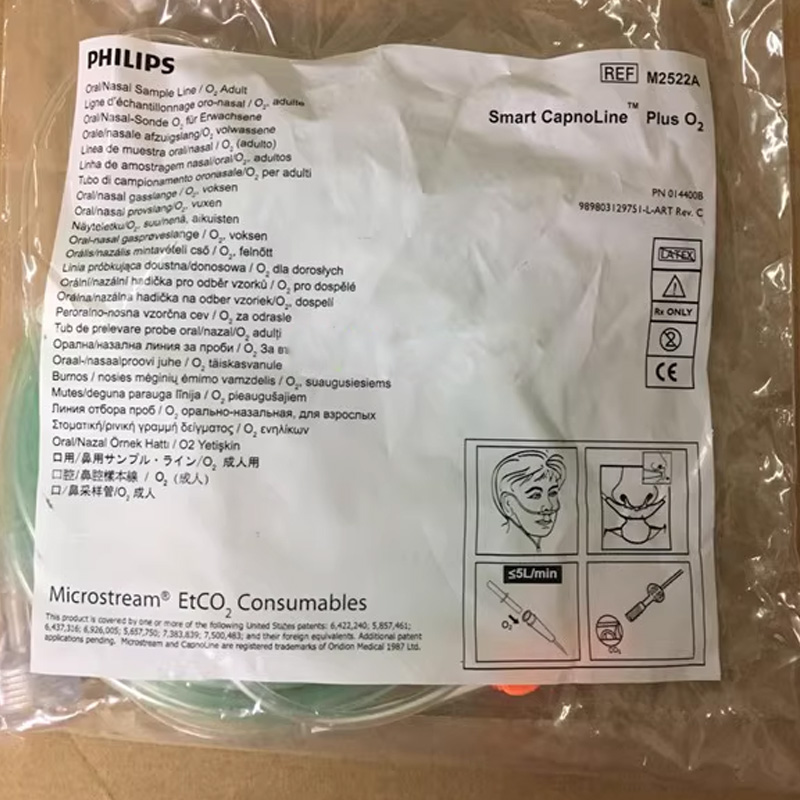 PHILIPS
REF M2522A
Smart CapnoLine™ Plus O₂
PN 014400B
989803129751-L-ART Rev. C
Oral/Nasal Sample Line / O₂ Adult
Ligne d'échantillonnage oro-nasal / O₂, adulte
Oral/Nasal-Sonde O₂ für Erwachsene
Orale/nasale afzuigslang/O₂ volwassene
Línea de muestra oral/nasal / O₂ (adulto)
Linha de amostragem nasal/oral/O₂, adultos
Tubo di campionamento oronasale/O₂ per adulti
Oral/nasal gasslange / O₂, voksen
Oral/nasal provslang/O₂, vuxen
Näyteletku/O₂, suu/nenä, aikuisten
Oral-nasal gasprøveslange / O₂, voksen
Orális/nazális mintavételi cső / O₂, felnőtt
Linia próbkująca doustna/donosowa / O₂ dla dorosłych
Orální/nazální hadička pro odběr vzorků / O₂ pro dospělé
Orálna/nazálna hadička na odber vzoriek/O₂, dospelí
Peroralno-nosna vzorčna cev / O₂ za odrasle
Tub de prelevare probe oral/nazal/O₂ adulți
Орална/назална линия за проби / O₂ За
Oraal-/nasaalproovi juhe / O₂ täiskasvanule
Burnos / nosies mėginių ėmimo vamzdelis / O₂, suaugusiesiems
Mutes/deguna parauga līnija / O₂ pieaugušajiem
Линия отбора проб / O₂ орально-назальная, для взрослых
Στοματική/ρινική γραμμή δείγματος / O₂ ενηλίκων
Oral/Nazal Örnek Hattı / O2 Yetişkin
口用/鼻用サンプル・ライン/O₂ 成人用
口腔/鼻腔樣本線 / O₂ (成人)
口/鼻采样管/O₂ 成人
LATEX
Rx ONLY
2
CE
≤5L/min
O₂
CO₂
Microstream® EtCO₂ Consumables
This product is covered by one or more of the following United States patents: 6,422,240; 5,857,461;
6,437,316; 6,926,005; 5,657,750; 7,383,839; 7,500,483; and their foreign equivalents. Additional patent
applications pending. Microstream and CapnoLine are registered trademarks of Oridion Medical 1987 Ltd.